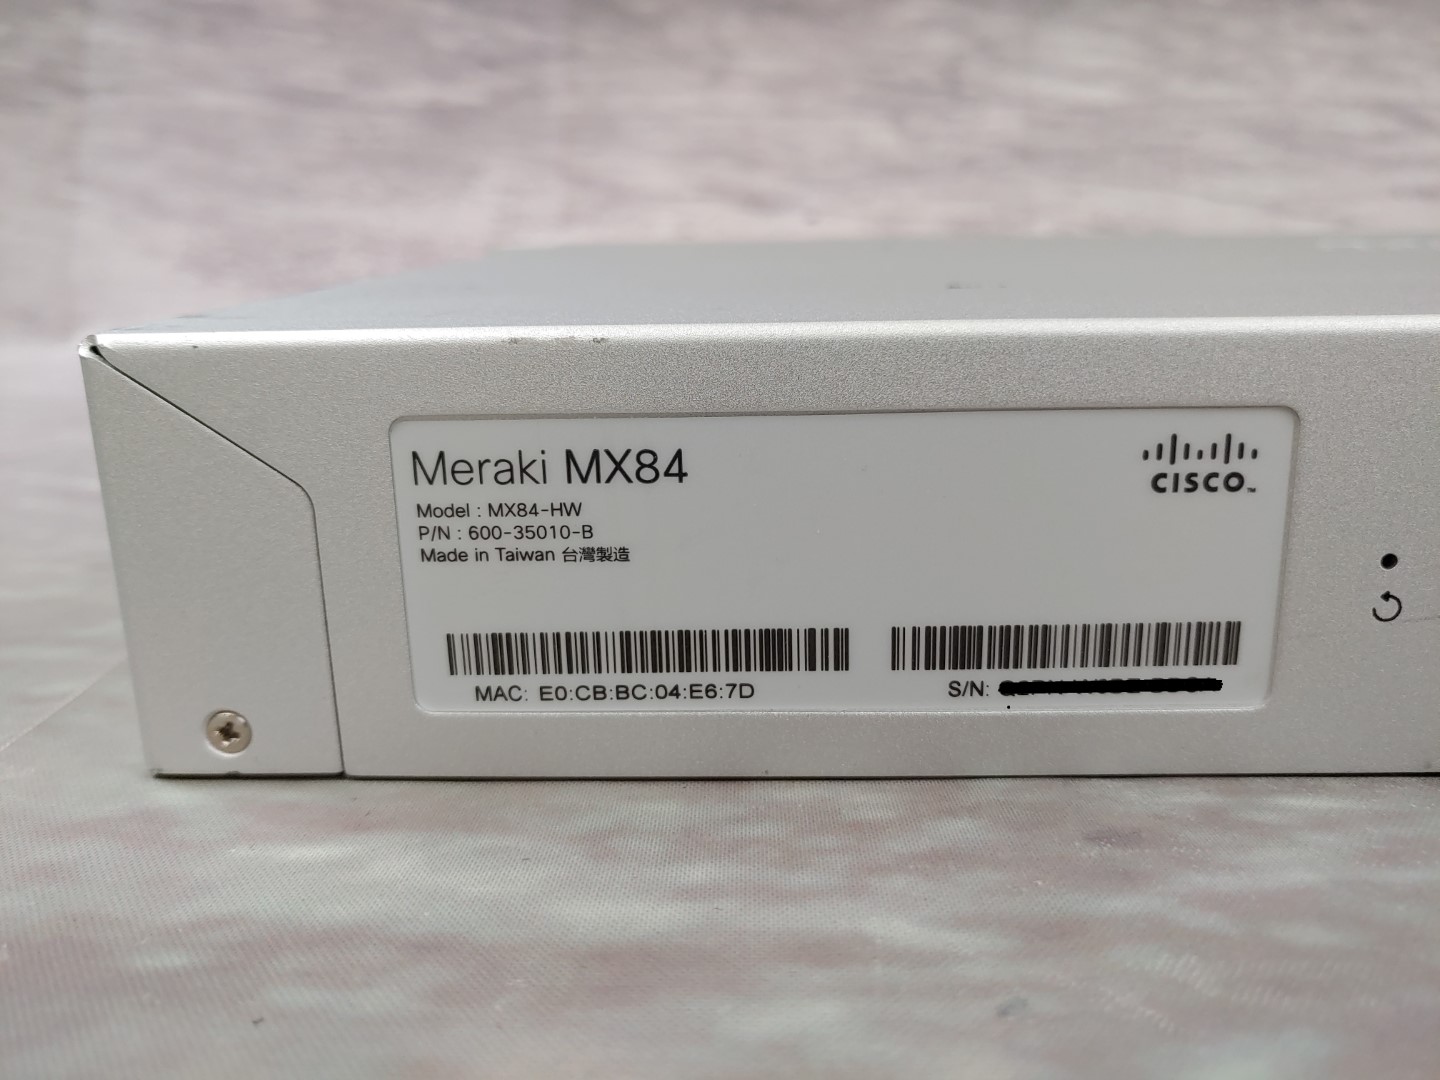 Meraki MX84
CISCO™
Model : MX84-HW
P/N : 600-35010-B
Made in Taiwan 台灣製造
MAC: E0:CB:BC:04:E6:7D
S/N: